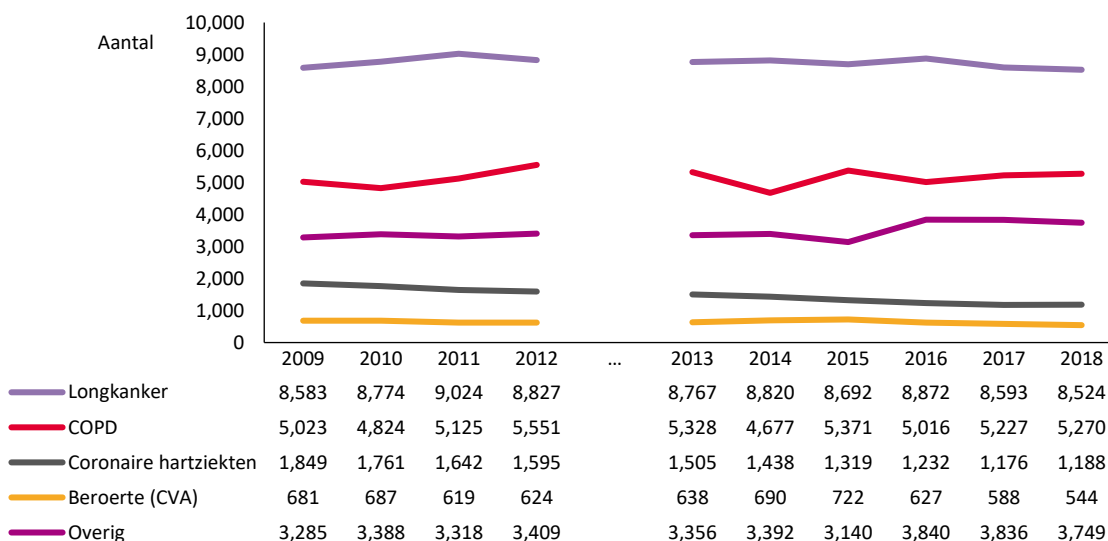 10,000
Aantal
9,000
8,000
7,000
6,000
5,000
4,000
3,000
2,000
1,000
0
2009 2010 2011 2012 ... 2013 2014 2015 2016 2017 2018
Longkanker 8,583 8,774 9,024 8,827 8,767 8,820 8,692 8,872 8,593 8,524
COPD 5,023 4,824 5,125 5,551 5,328 4,677 5,371 5,016 5,227 5,270
Coronaire hartziekten 1,849 1,761 1,642 1,595 1,505 1,438 1,319 1,232 1,176 1,188
Beroerte (CVA) 681 687 619 624 638 690 722 627 588 544
Overig 3,285 3,388 3,318 3,409 3,356 3,392 3,140 3,840 3,836 3,749